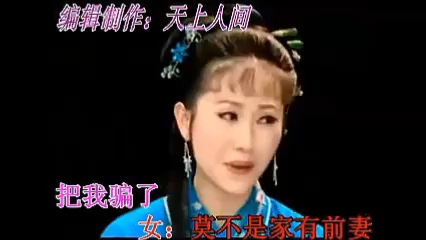 编辑制作：天上人间
把我骗了
女：莫不是家有前妻